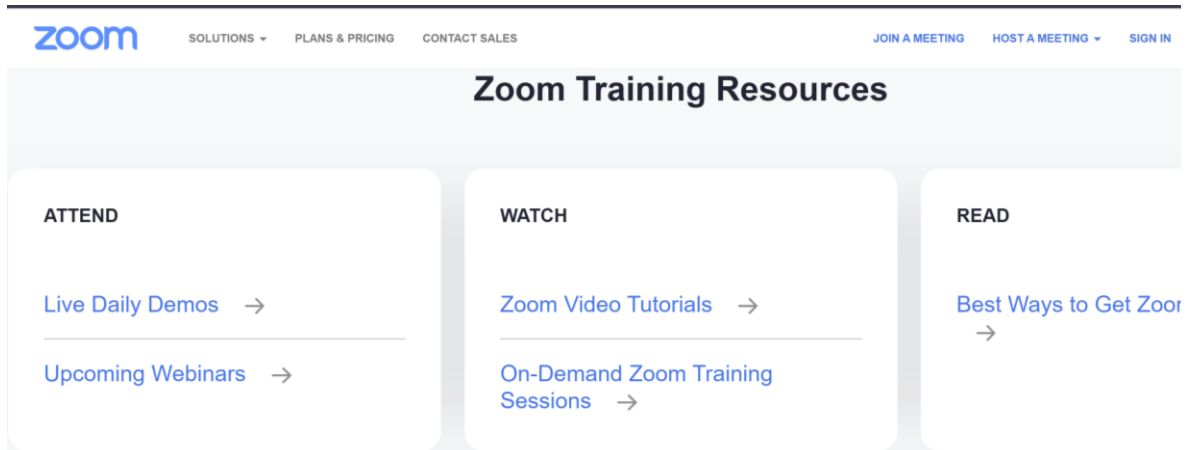 zoom SOLUTIONS PLANS & PRICING CONTACT SALES JOIN A MEETING HOST A MEETING SIGN IN
Zoom Training Resources
ATTEND
Live Daily Demos →
Upcoming Webinars →
WATCH
Zoom Video Tutorials →
On-Demand Zoom Training
Sessions →
READ
Best Ways to Get
→